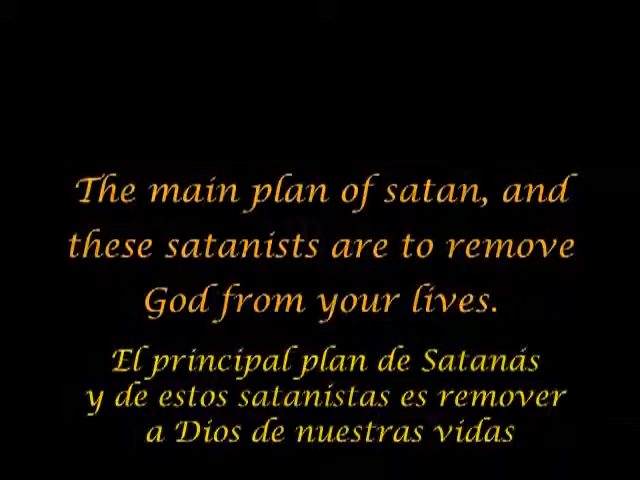 The main plan of satan, and
these satanists are to remove
God from your lives.
El principal plan de Satanás
y de estos satanistas es remover
a Dios de nuestras vidas